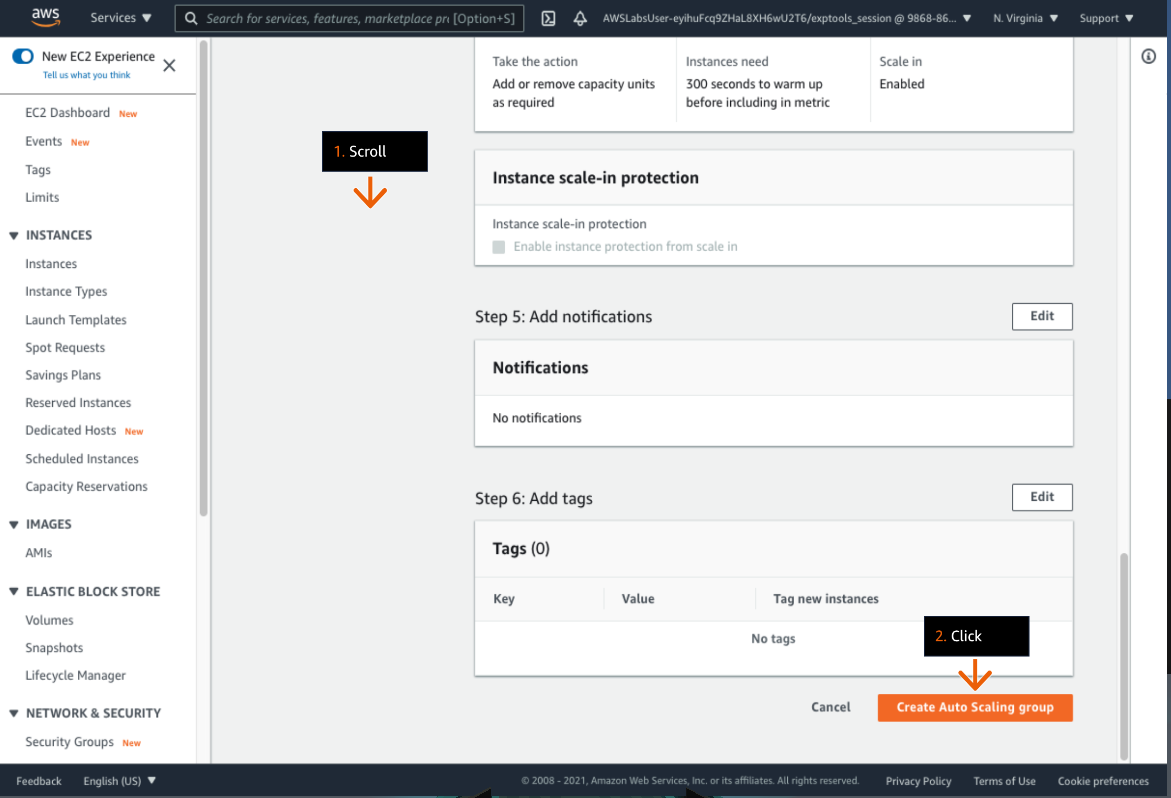 aws
Services ▼
Search for services, features, marketplace pr [Option+S]
AWSLabsUser-eyihuFcq9ZHaL8XH6wU2T6/exptools_session @ 9868-86... ▼
N. Virginia ▼
Support ▼
New EC2 Experience
Tell us what you think
EC2 Dashboard New
Events New
Tags
Limits
▼ INSTANCES
Instances
Instance Types
Launch Templates
Spot Requests
Savings Plans
Reserved Instances
Dedicated Hosts New
Scheduled Instances
Capacity Reservations
▼ IMAGES
AMIs
▼ ELASTIC BLOCK STORE
Volumes
Snapshots
Lifecycle Manager
▼ NETWORK & SECURITY
Security Groups New
Take the action
Add or remove capacity units
as required
Instances need
300 seconds to warm up
before including in metric
Scale in
Enabled
1. Scroll
Instance scale-in protection
Instance scale-in protection
Enable instance protection from scale in
Step 5: Add notifications
Edit
Notifications
No notifications
Step 6: Add tags
Edit
Tags (0)
Key
Value
Tag new instances
No tags
2. Click
Cancel
Create Auto Scaling group
Feedback
English (US) ▼
© 2008 - 2021, Amazon Web Services, Inc. or its affiliates. All rights reserved.
Privacy Policy
Terms of Use
Cookie preferences